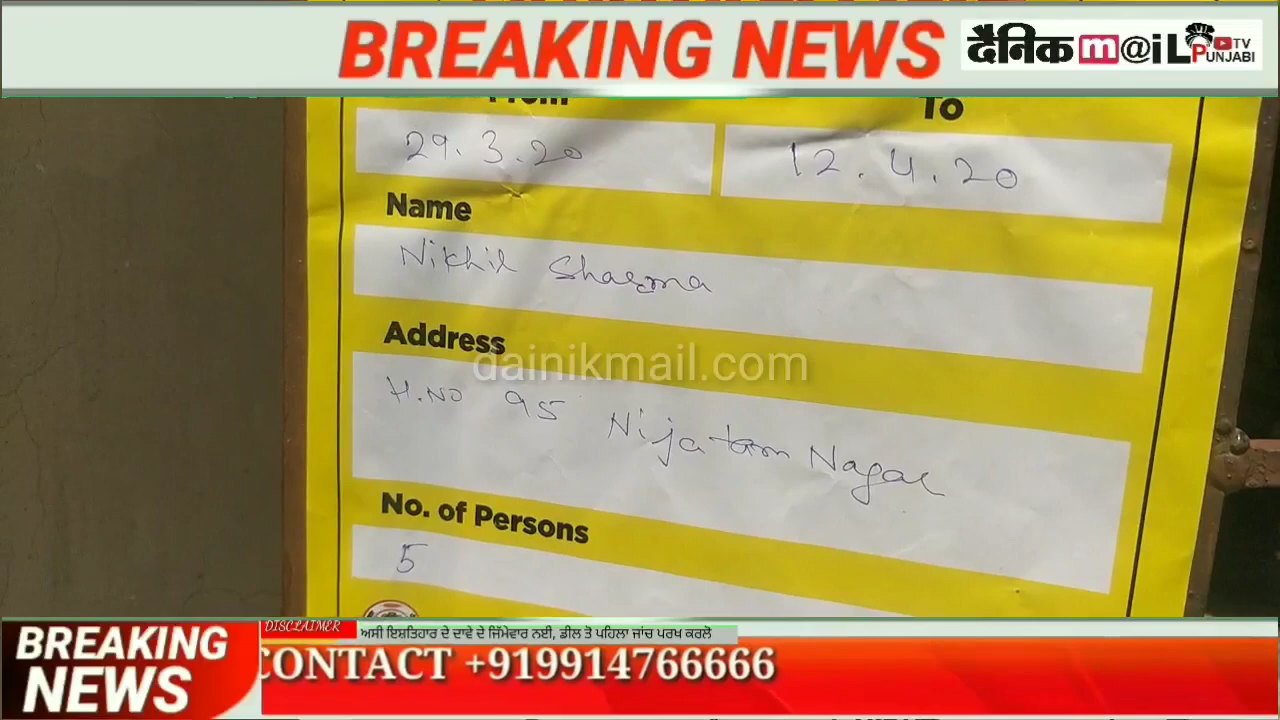 BREAKING NEWS
दैनिक m@iL TV PUNJABI
From To
29.3.20 12.4.20
Name
Nikhil Sharma
Address
dainikmail.com
H.NO 95 Nijatam Nagar
No. of Persons
5
BREAKING NEWS
DISCLAIMER
ਅਸੀ ਇਸ਼ਤਿਹਾਰ ਦੇ ਦਾਵੇ ਦੇ ਜਿੰਮੇਵਾਰ ਨਈ, ਡੀਲ ਤੋ ਪਹਿਲਾ ਜਾਂਚ ਪਰਖ ਕਰਲੋ
CONTACT +919914766666